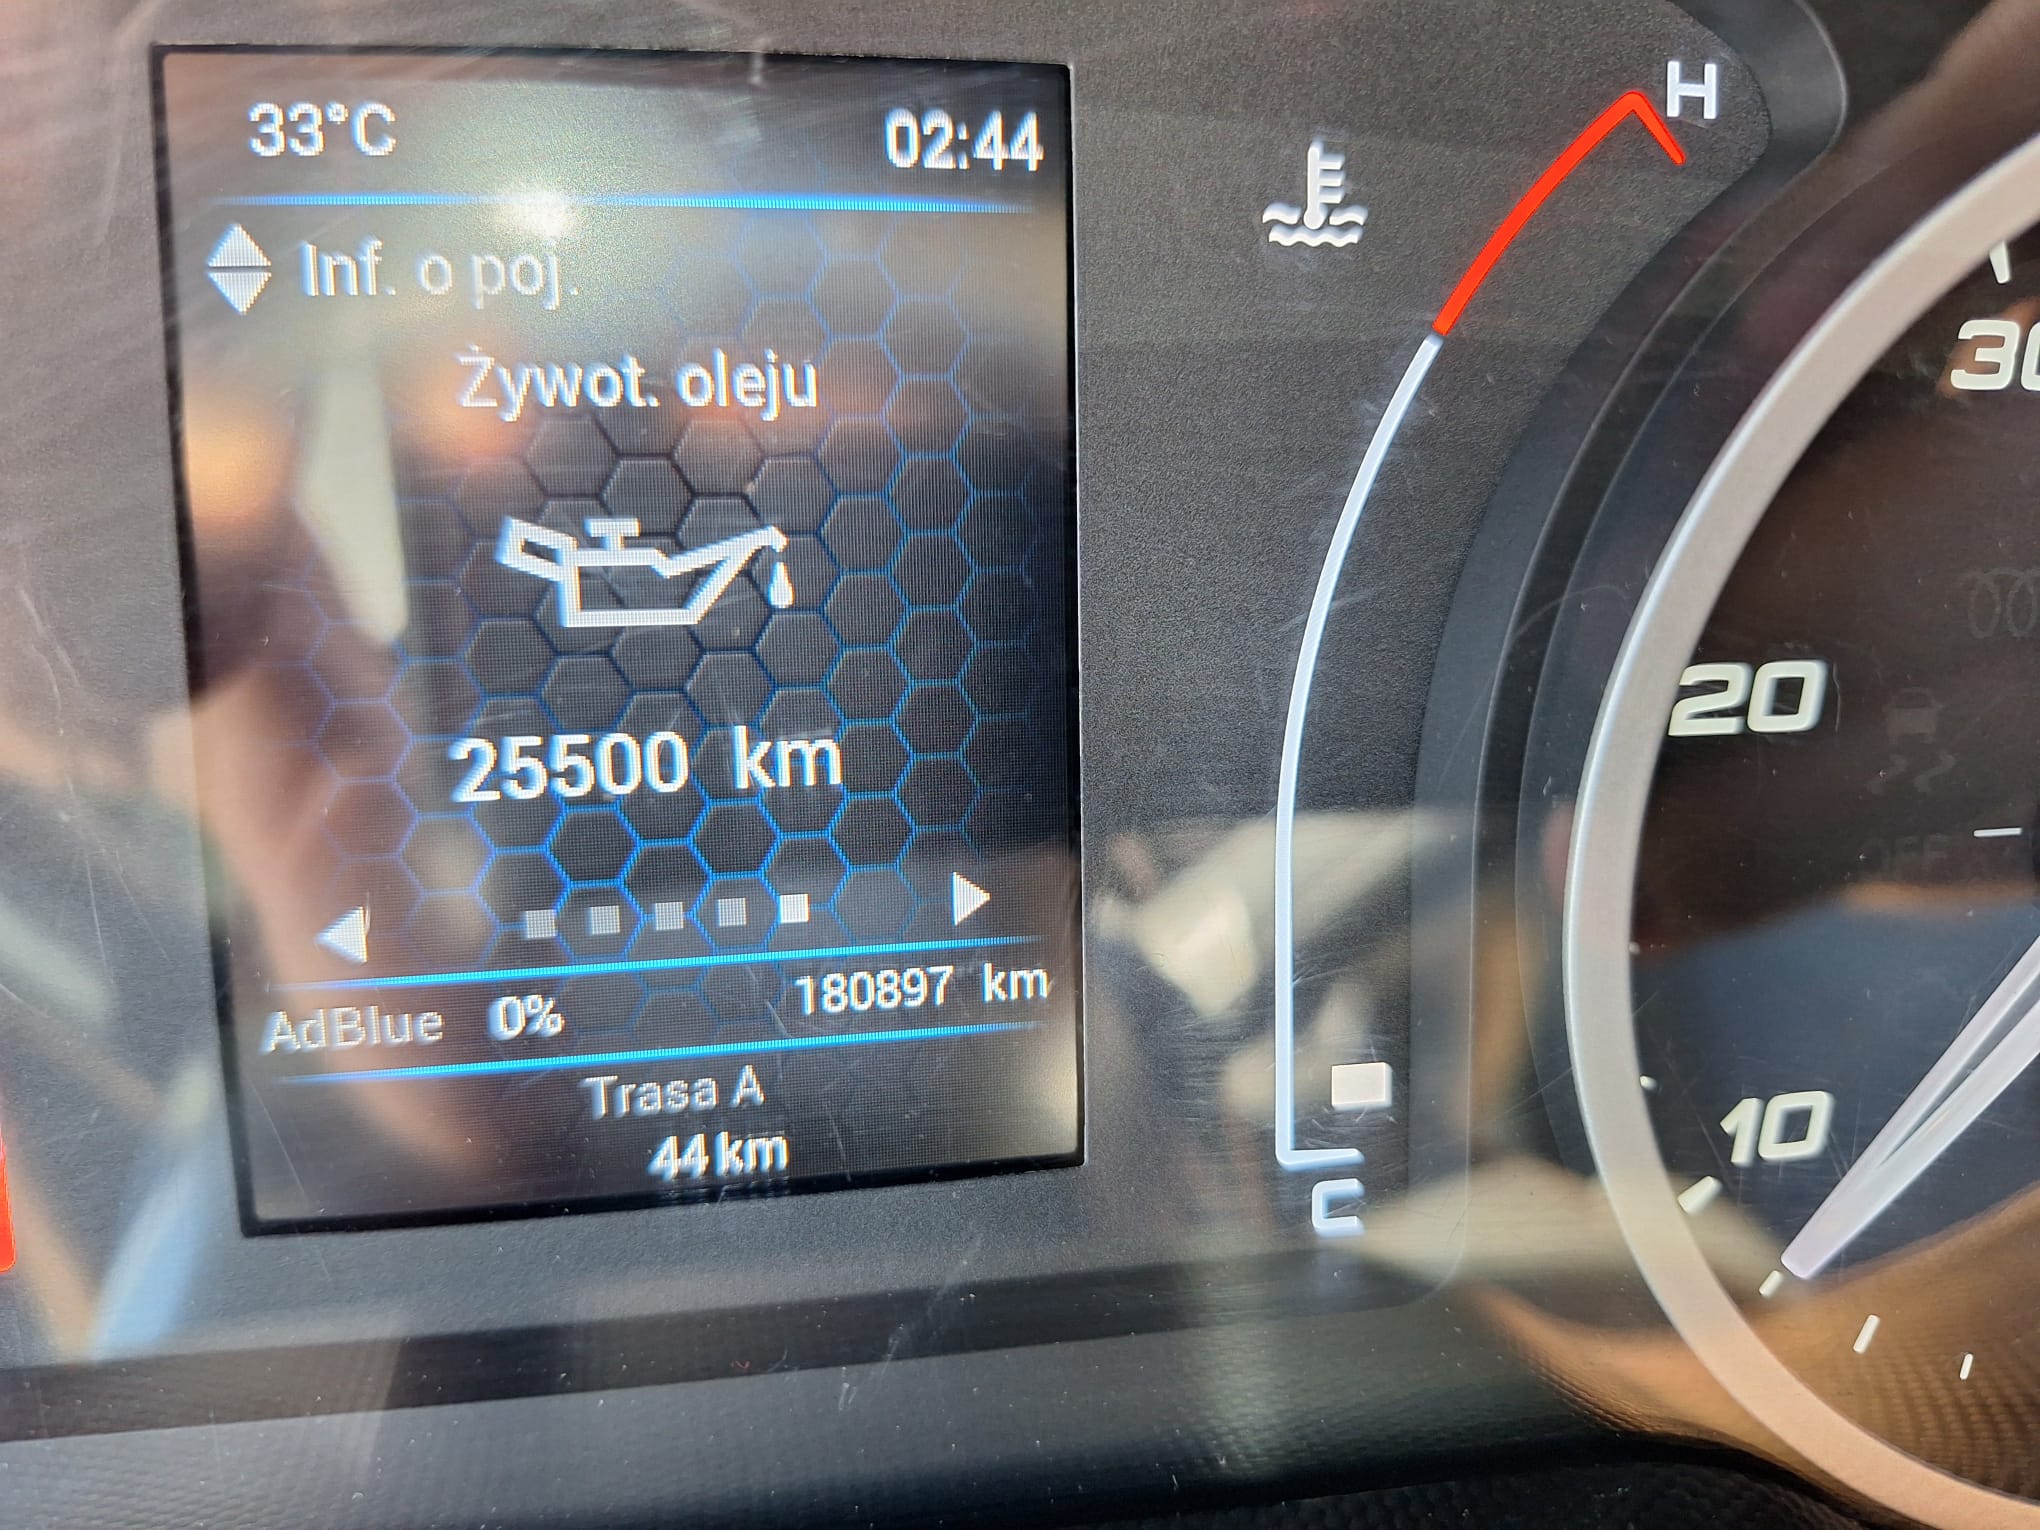 33°C 02:44
Inf. o poj.
Żywot. oleju
25500 km
AdBlue 0% 180897 km
Trasa A
44 km
H
C
30
20
10
OFF